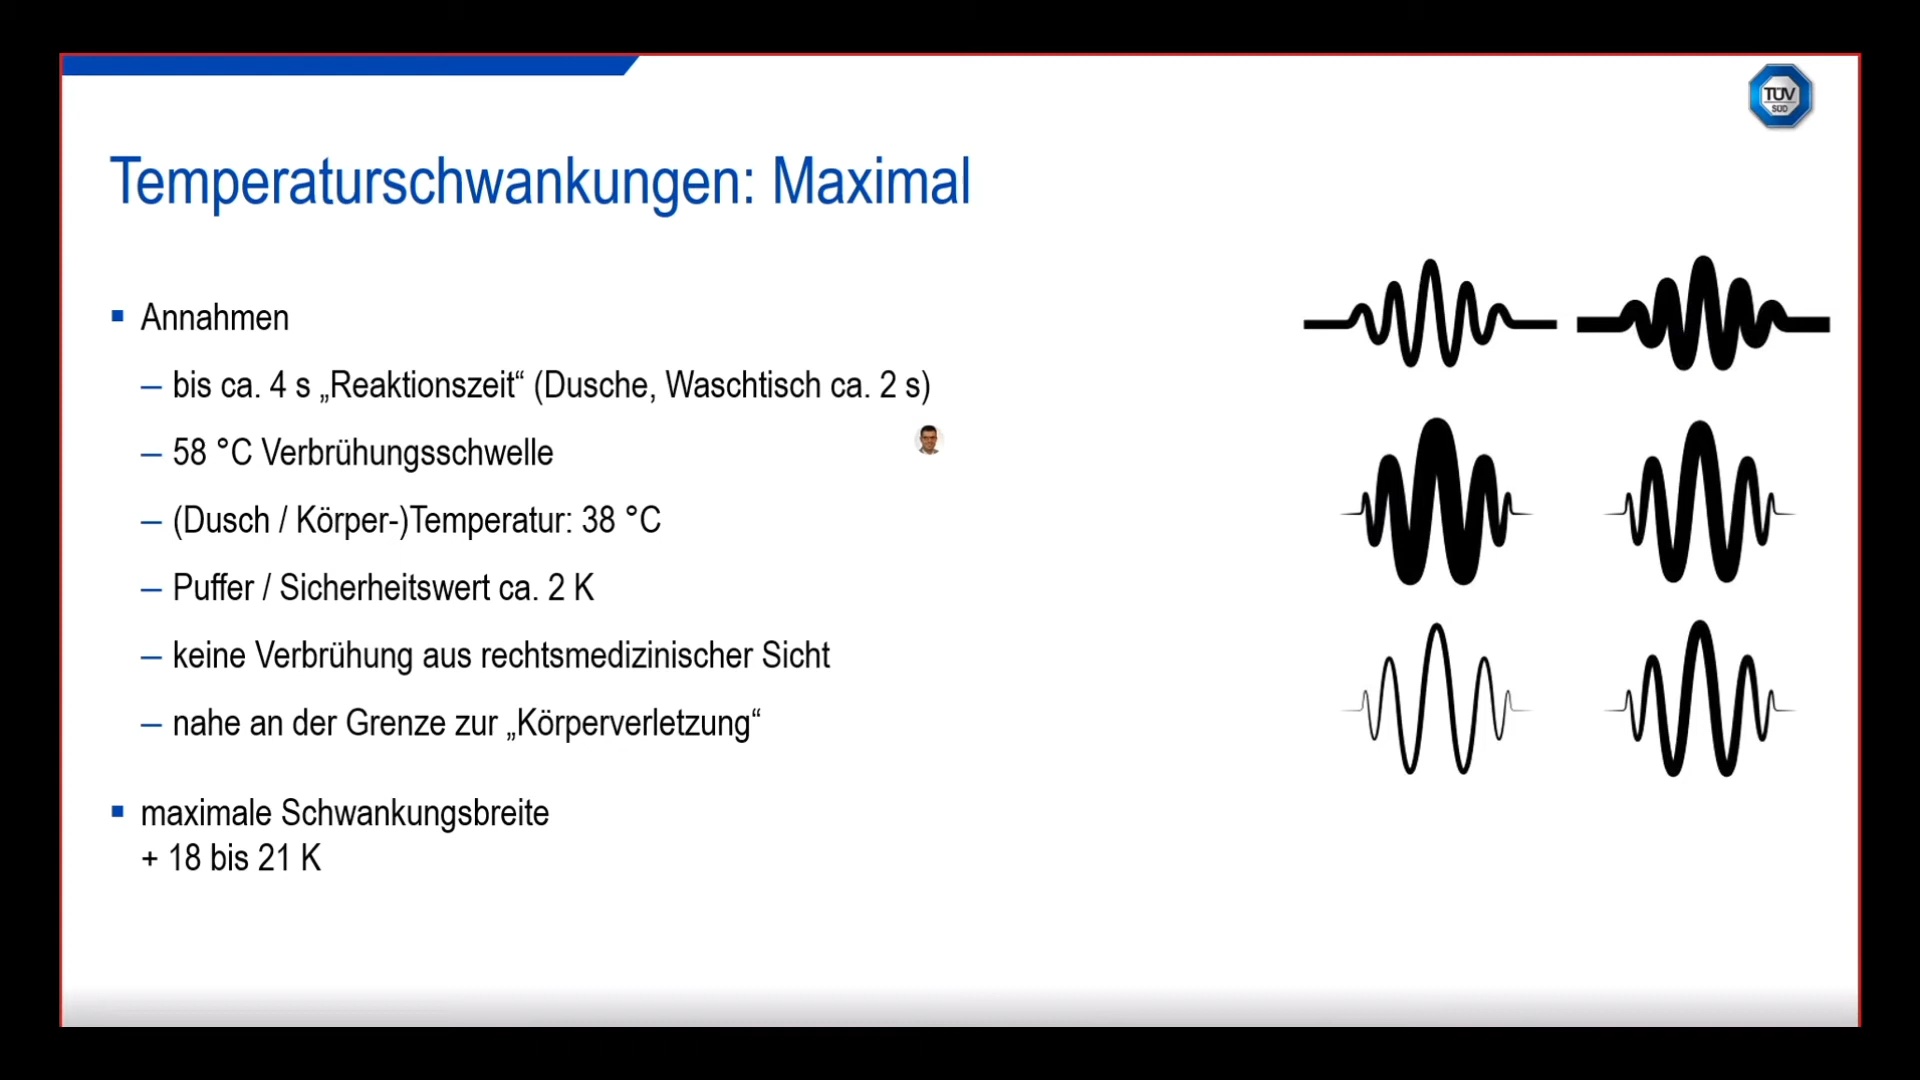 TÜV
SÜD
Temperaturschwankungen: Maximal
▪ Annahmen
– bis ca. 4 s „Reaktionszeit“ (Dusche, Waschtisch ca. 2 s)
– 58 °C Verbrühungsschwelle
– (Dusch / Körper-)Temperatur: 38 °C
– Puffer / Sicherheitswert ca. 2 K
– keine Verbrühung aus rechtsmedizinischer Sicht
– nahe an der Grenze zur „Körperverletzung“
▪ maximale Schwankungsbreite
+ 18 bis 21 K